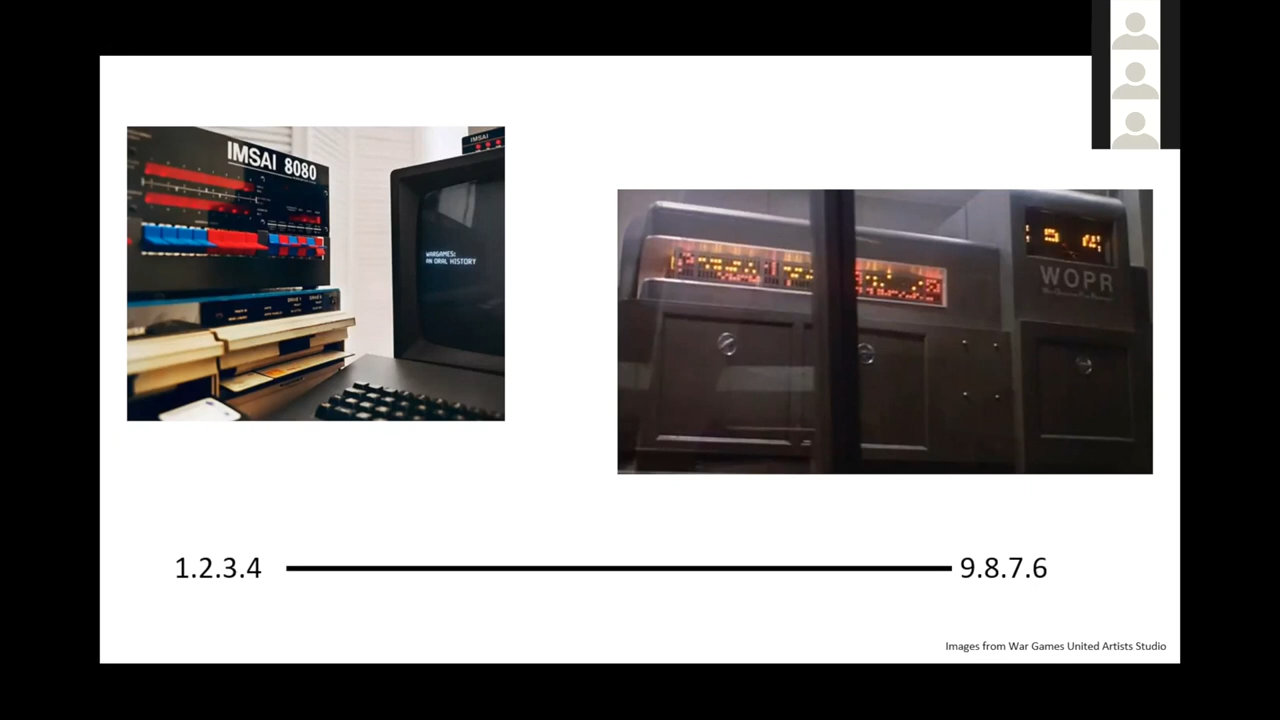 IMSAI 8080
IMSAI
WARGAMES:
AN ORAL HISTORY
WOPR
1.2.3.4
9.8.7.6
Images from War Games United Artists Studio